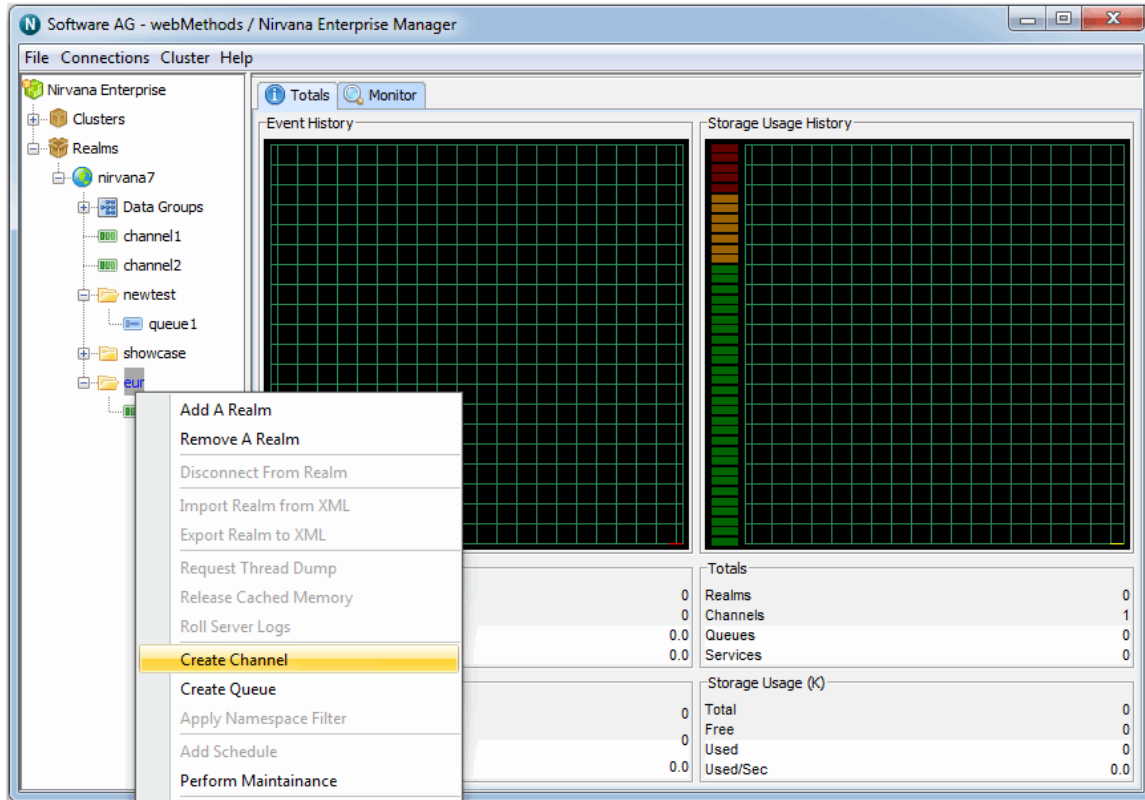 Software AG - webMethods / Nirvana Enterprise Manager
File Connections Cluster Help
Nirvana Enterprise
Clusters
Realms
nirvana7
Data Groups
channel1
channel2
newtest
queue1
showcase
eur
Add A Realm
Remove A Realm
Disconnect From Realm
Import Realm from XML
Export Realm to XML
Request Thread Dump
Release Cached Memory
Roll Server Logs
Create Channel
Create Queue
Apply Namespace Filter
Add Schedule
Perform Maintainance
Totals Monitor
Event History
Storage Usage History
0
0
0.0
0.0
Totals
Realms 0
Channels 1
Queues 0
Services 0
0
0
0.0
Storage Usage (K)
Total 0
Free 0
Used 0
Used/Sec 0.0